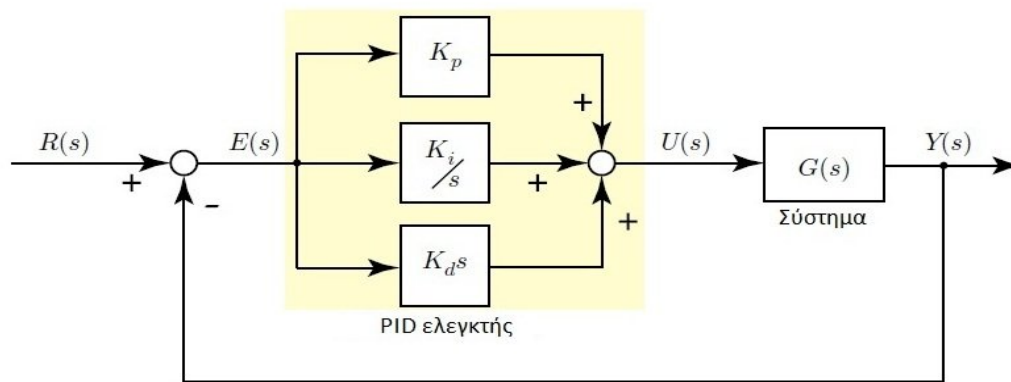 K_p
+
R(s)
E(s)
K_i/s
U(s)
G(s)
Y(s)
+
-
+
+
Σύστημα
K_d s
PID ελεγκτής